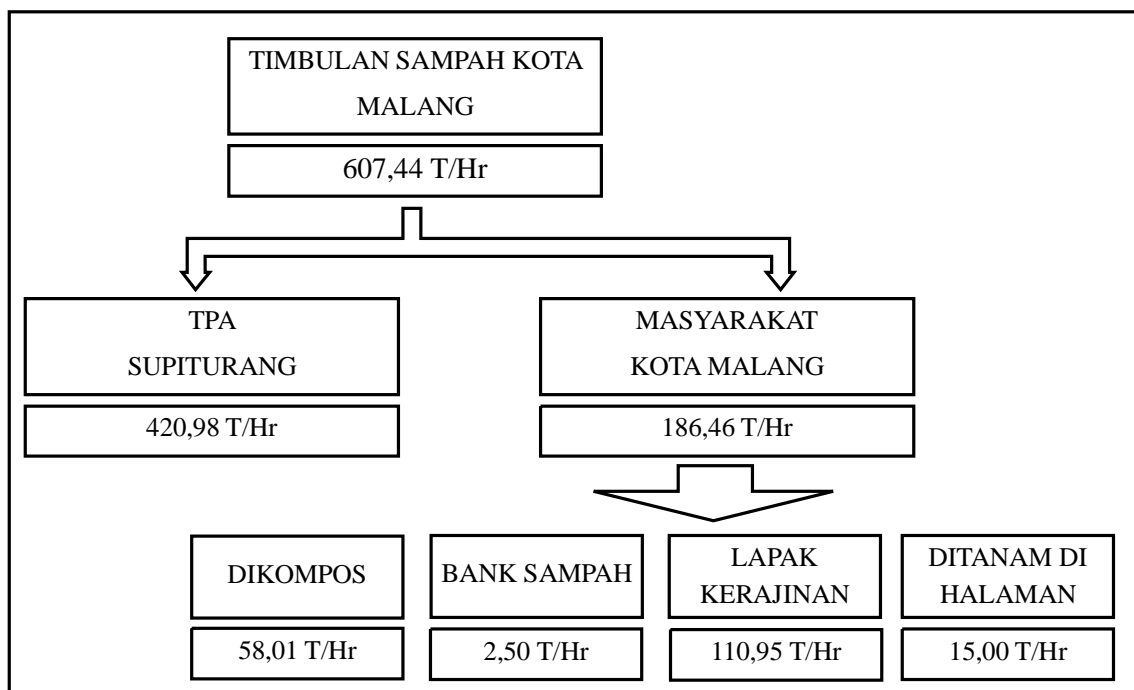 TIMBULAN SAMPAH KOTA
MALANG
607,44 T/Hr
TPA
SUPITURANG
420,98 T/Hr
MASYARAKAT
KOTA MALANG
186,46 T/Hr
DIKOMPOS
58,01 T/Hr
BANK SAMPAH
2,50 T/Hr
LAPAK
KERAJINAN
110,95 T/Hr
DITANAM DI
HALAMAN
15,00 T/Hr